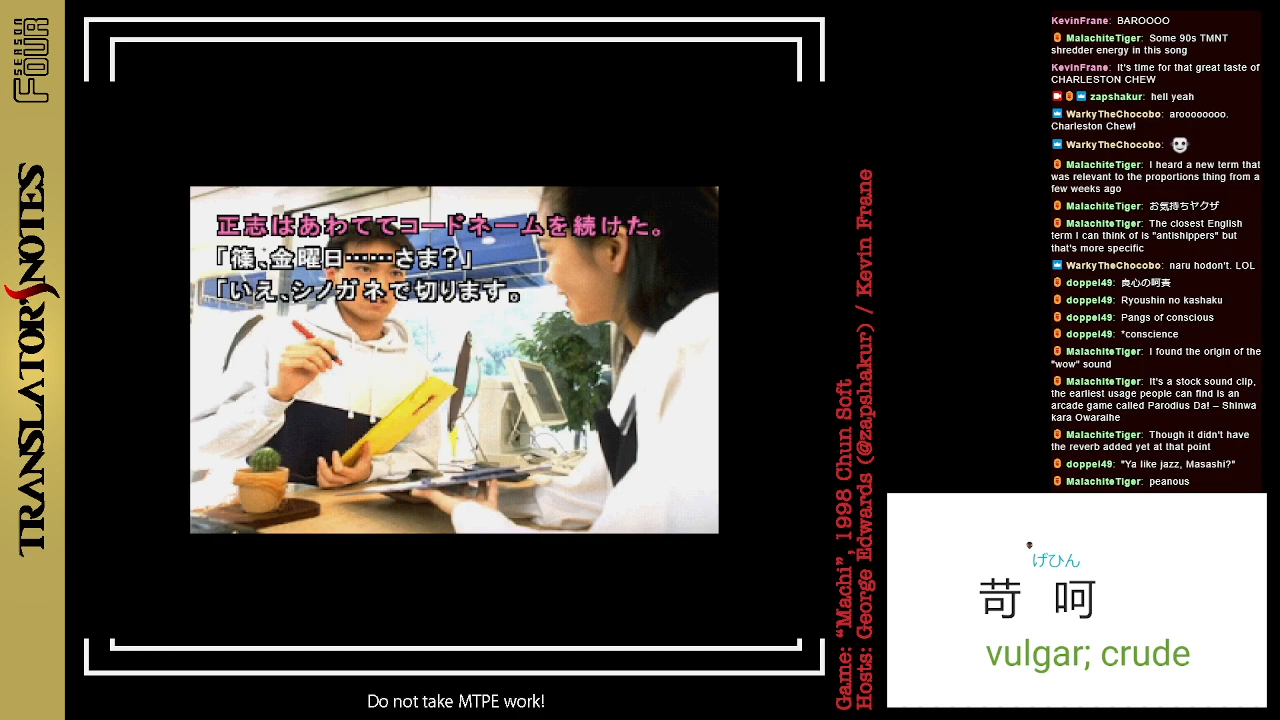 SEASON
FOUR
TRANSLATOR'S NOTES
正志はあわててコードネームを続けた。
「篠、金曜日……さま?」
「いえ、シノガネで切ります。
Game: "Machi", 1998 Chun Soft
Hosts: George Edwards (@zapshakur) / Kevin Frane
Do not take MTPE work!
KevinFrane: BAROOOO
MalachiteTiger: Some 90s TMNT
shredder energy in this song
KevinFrane: It's time for that great taste of
CHARLESTON CHEW
zapshakur: hell yeah
WarkyTheChocobo: aroooooooo.
Charleston Chew!
WarkyTheChocobo:
MalachiteTiger: I heard a new term that
was relevant to the proportions thing from a
few weeks ago
MalachiteTiger: お気持ちヤクザ
MalachiteTiger: The closest English
term I can think of is "antishippers" but
that's more specific
WarkyTheChocobo: naru hodon't. LOL
doppel49: 良心の呵責
doppel49: Ryoushin no kashaku
doppel49: Pangs of conscious
doppel49: *conscience
MalachiteTiger: I found the origin of the
"wow" sound
MalachiteTiger: It's a stock sound clip,
the earliest usage people can find is an
arcade game called Parodius Da! – Shinwa
kara Owaraihe
MalachiteTiger: Though it didn't have
the reverb added yet at that point
doppel49: "Ya like jazz, Masashi?"
MalachiteTiger: peanous
げひん
苛 呵
vulgar; crude